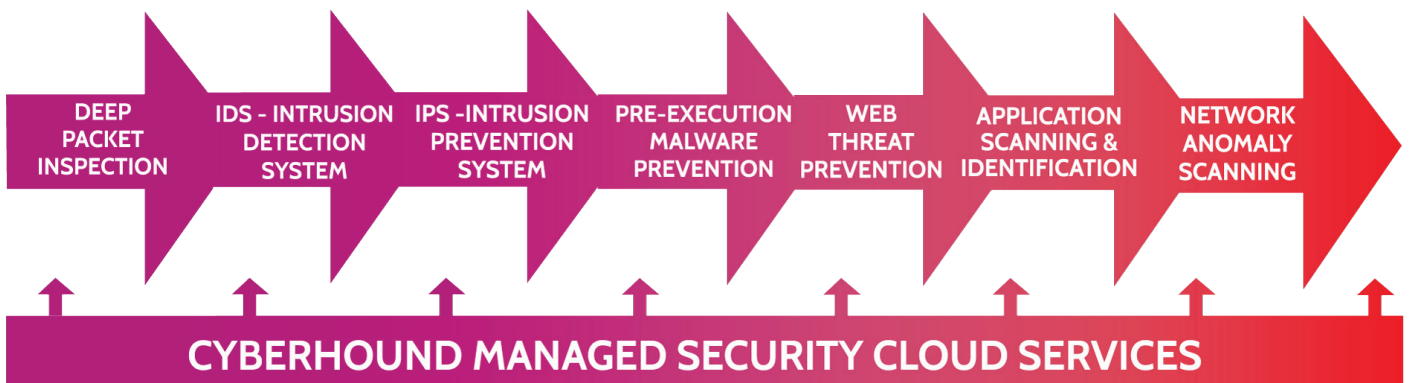 DEEP
PACKET
INSPECTION
IDS - INTRUSION
DETECTION
SYSTEM
IPS -INTRUSION
PREVENTION
SYSTEM
PRE-EXECUTION
MALWARE
PREVENTION
WEB
THREAT
PREVENTION
APPLICATION
SCANNING &
IDENTIFICATION
NETWORK
ANOMALY
SCANNING
CYBERHOUND MANAGED SECURITY CLOUD SERVICES